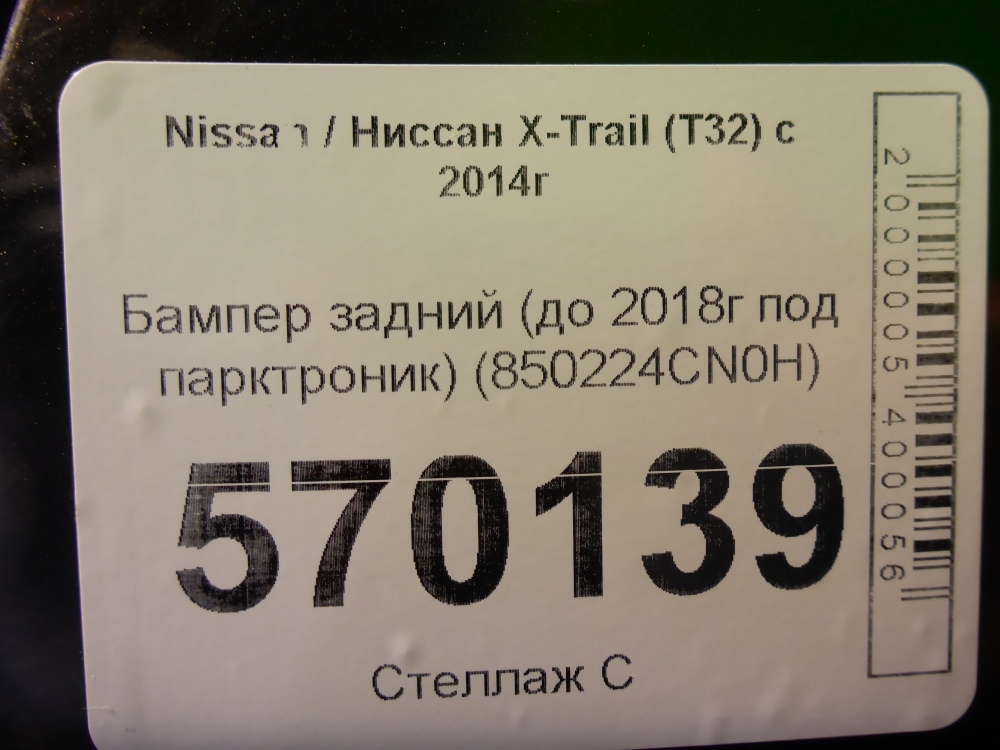 Nissan / Ниссан X-Trail (T32) с
2014г
Бампер задний (до 2018г под
парктроник) (850224CN0H)
570139
Стеллаж С
2000005400056